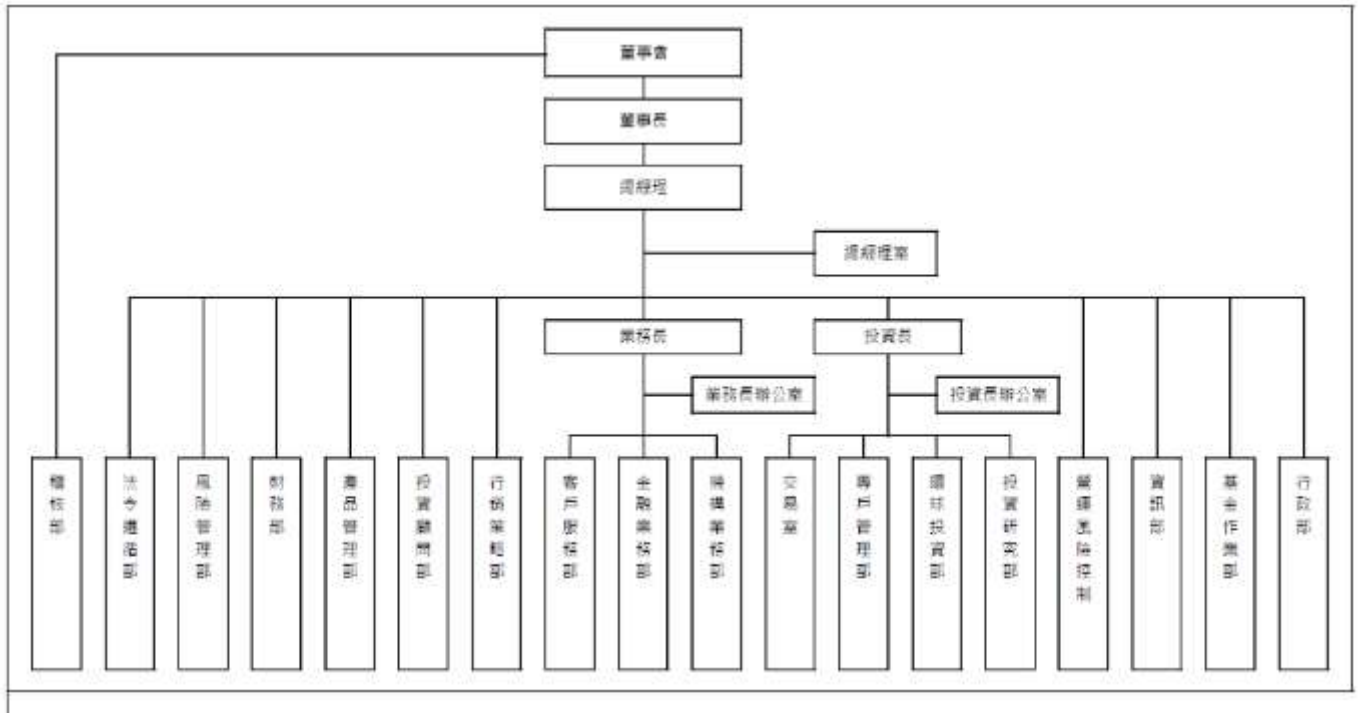 董事會
董事長
總經理
總經理室
業務長
投資長
業務長辦公室
投資長辦公室
稽核部
法令遵循部
風險管理部
財務部
產品管理部
投資顧問部
行銷策略部
客戶服務部
金融業務部
機構業務部
交易室
專戶管理部
環球投資部
投資研究部
營運風險控制
資訊部
基金作業部
行政部